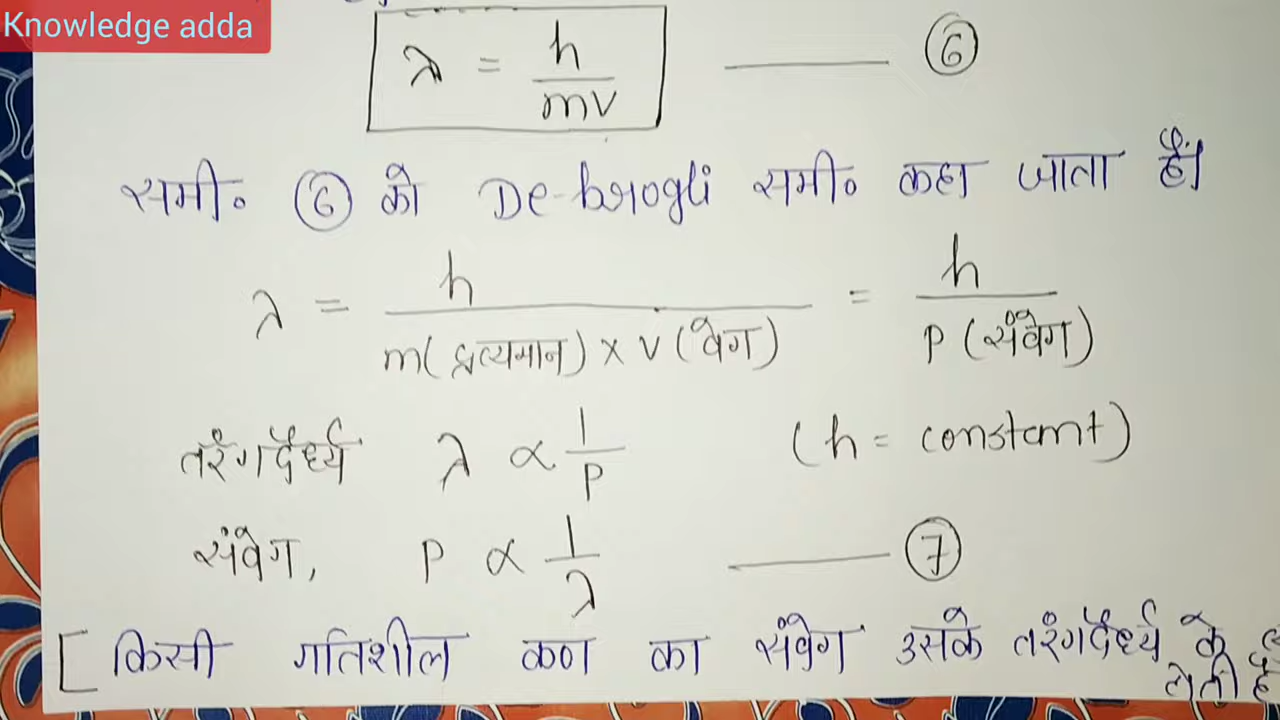 Knowledge adda
λ = h/mv ——— ⑥
समी० ⑥ को De-brogli समी० कहा जाता हैं।
λ = h / m(द्रव्यमान) × v (वेग) = h / P (संवेग)
तरंगदैर्ध्य λ ∝ 1/P (h = constant)
संवेग, P ∝ 1/λ ——— ⑦
[ किसी गतिशील कण का संवेग उसके तरंगदैर्ध्य के